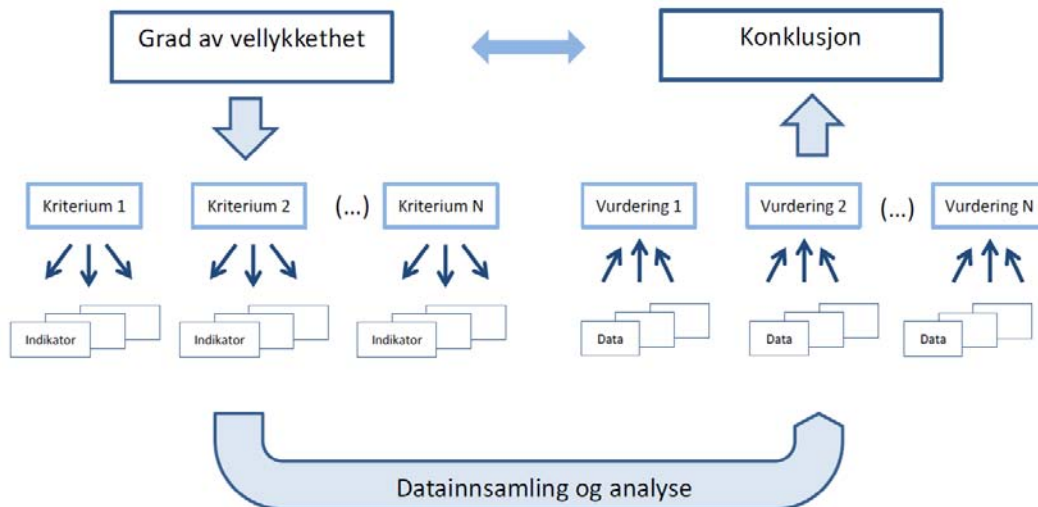 Grad av vellykkethet
Konklusjon
Kriterium 1
Kriterium 2
(...)
Kriterium N
Vurdering 1
Vurdering 2
(...)
Vurdering N
Indikator
Indikator
Indikator
Data
Data
Data
Datainnsamling og analyse